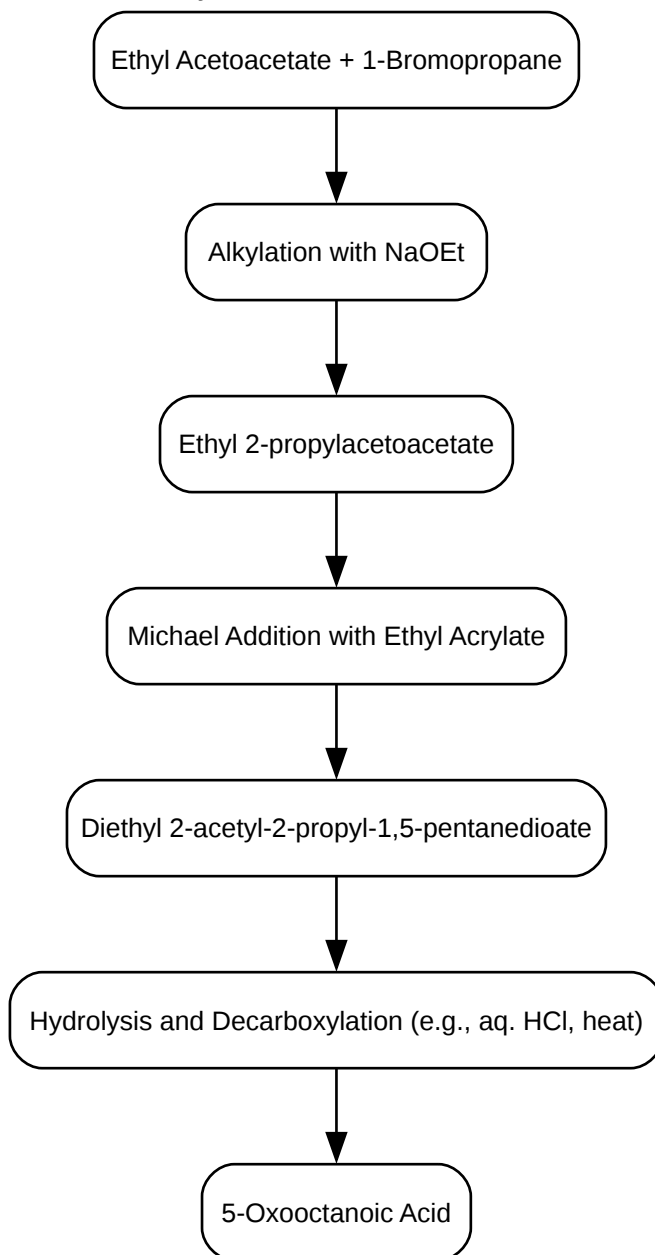 Ethyl Acetoacetate + 1-Bromopropane
Alkylation with NaOEt
Ethyl 2-propylacetoacetate
Michael Addition with Ethyl Acrylate
Diethyl 2-acetyl-2-propyl-1,5-pentanedioate
Hydrolysis and Decarboxylation (e.g., aq. HCl, heat)
5-Oxooctanoic Acid